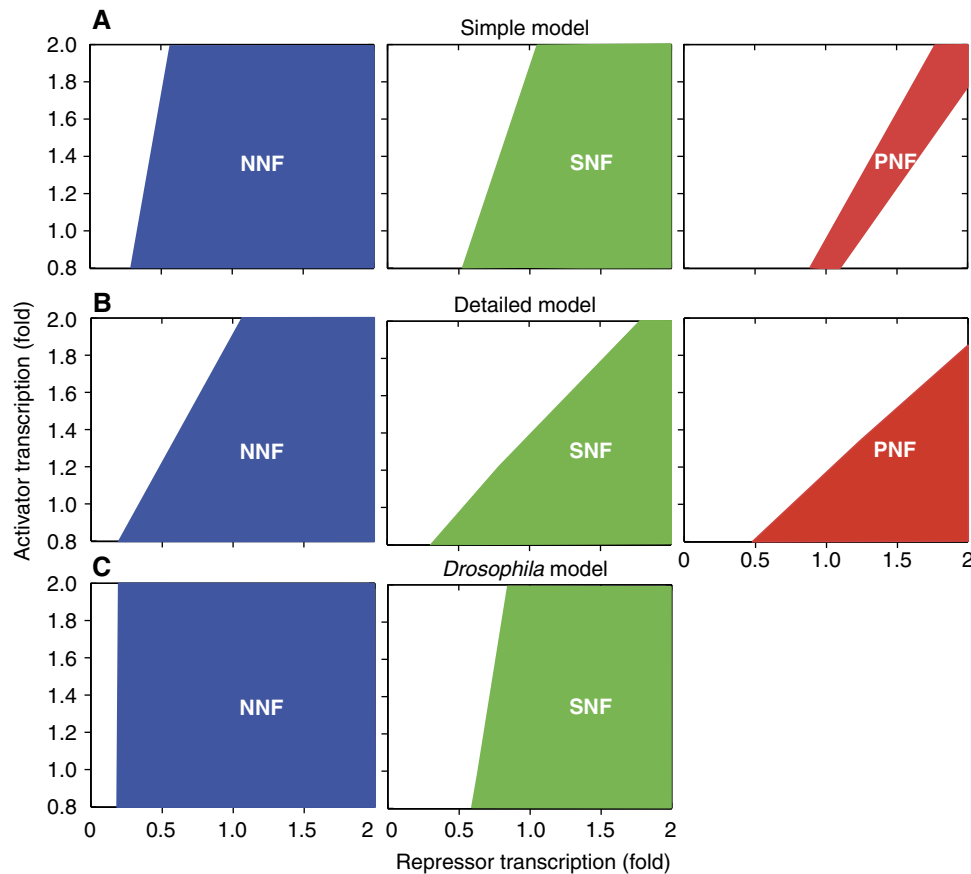 A
Simple model
2.0
1.8
1.6
1.4
1.2
1.0
0.8
NNF
SNF
PNF
B
Detailed model
2.0
1.8
1.6
1.4
1.2
1.0
0.8
NNF
SNF
PNF
0 0.5 1.0 1.5 2
C
Drosophila model
2.0
1.8
1.6
1.4
1.2
1.0
0.8
NNF
SNF
0 0.5 1.0 1.5 2
0 0.5 1.0 1.5 2
Activator transcription (fold)
Repressor transcription (fold)